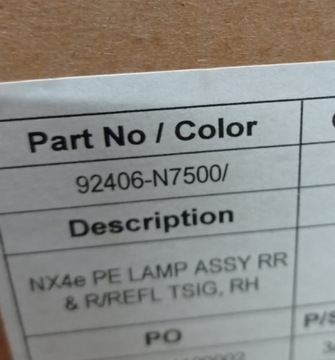 Part No / Color
92406-N7500/
Description
NX4e PE LAMP ASSY RR
& R/REFL TSIG, RH
PO
P/S